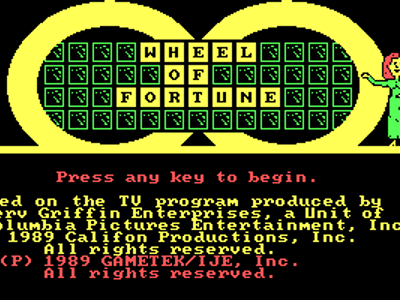 WHEEL
OF
FORTUNE
Press any key to begin.
ed on the TV program produced by
erv Griffin Enterprises, a Unit of
olumbia Pictures Entertainment, Inc
1989 Califon Productions, Inc.
All rights reserved.
(P) 1989 GAMETEK/IJE, Inc.
All rights reserved.